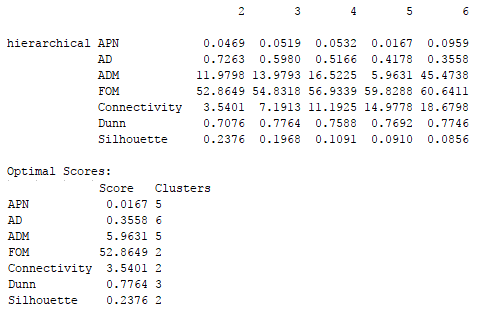 2 3 4 5 6
hierarchical APN 0.0469 0.0519 0.0532 0.0167 0.0959
AD 0.7263 0.5980 0.5166 0.4178 0.3558
ADM 11.9798 13.9793 16.5225 5.9631 45.4738
FOM 52.8649 54.8318 56.9339 59.8288 60.6411
Connectivity 3.5401 7.1913 11.1925 14.9778 18.6798
Dunn 0.7076 0.7764 0.7588 0.7692 0.7746
Silhouette 0.2376 0.1968 0.1091 0.0910 0.0856
Optimal Scores:
Score Clusters
APN 0.0167 5
AD 0.3558 6
ADM 5.9631 5
FOM 52.8649 2
Connectivity 3.5401 2
Dunn 0.7764 3
Silhouette 0.2376 2